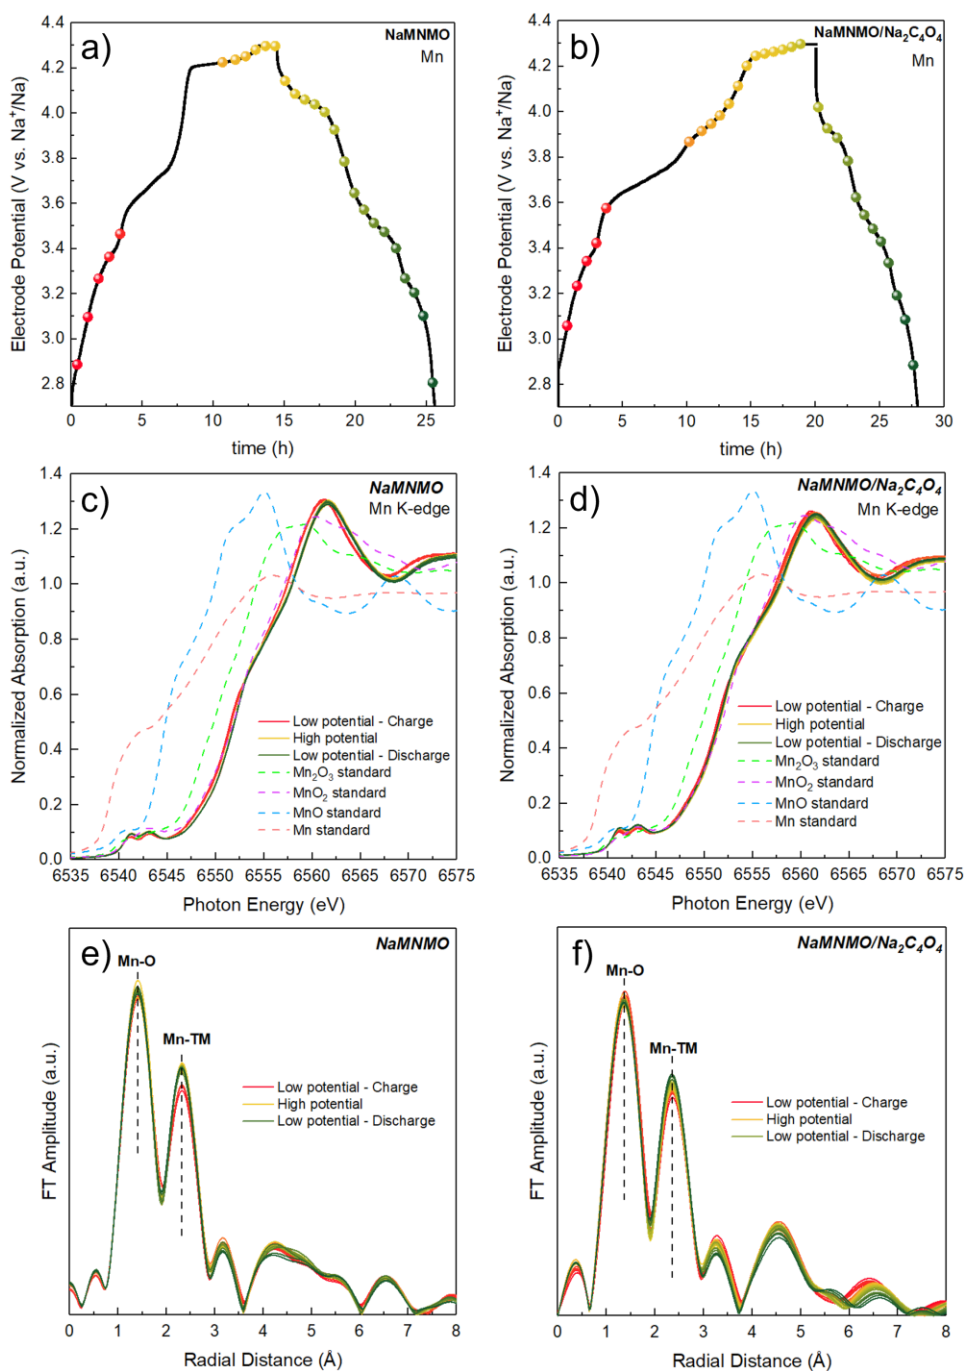 a)
NaMNMO
Mn
Electrode Potential (V vs. Na⁺/Na)
4.4
4.2
4.0
3.8
3.6
3.4
3.2
3.0
2.8
0 5 10 15 20 25
time (h)
b)
NaMNMO/Na₂C₄O₄
Mn
Electrode Potential (V vs. Na⁺/Na)
4.4
4.2
4.0
3.8
3.6
3.4
3.2
3.0
2.8
0 5 10 15 20 25 30
time (h)
c)
NaMNMO
Mn K-edge
Normalized Absorption (a.u.)
1.4
1.2
1.0
0.8
0.6
0.4
0.2
0.0
Low potential - Charge
High potential
Low potential - Discharge
Mn₂O₃ standard
MnO₂ standard
MnO standard
Mn standard
6535 6540 6545 6550 6555 6560 6565 6570 6575
Photon Energy (eV)
d)
NaMNMO/Na₂C₄O₄
Mn K-edge
Normalized Absorption (a.u.)
1.4
1.2
1.0
0.8
0.6
0.4
0.2
0.0
Low potential - Charge
High potential
Low potential - Discharge
Mn₂O₃ standard
MnO₂ standard
MnO standard
Mn standard
6535 6540 6545 6550 6555 6560 6565 6570 6575
Photon Energy (eV)
e)
NaMNMO
Mn-O
Mn-TM
FT Amplitude (a.u.)
Low potential - Charge
High potential
Low potential - Discharge
0 1 2 3 4 5 6 7 8
Radial Distance (Å)
f)
NaMNMO/Na₂C₄O₄
Mn-O
Mn-TM
FT Amplitude (a.u.)
Low potential - Charge
High potential
Low potential - Discharge
0 1 2 3 4 5 6 7 8
Radial Distance (Å)